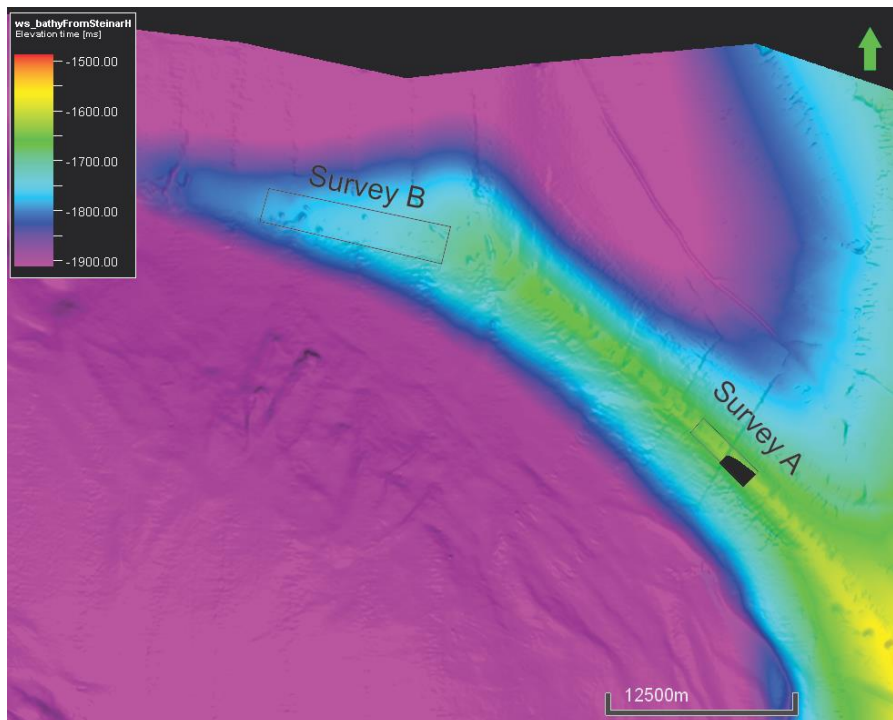 ws_bathyFromSteinarH
Elevation time [ms]
-1500.00
-1600.00
-1700.00
-1800.00
-1900.00
Survey B
Survey A
12500m